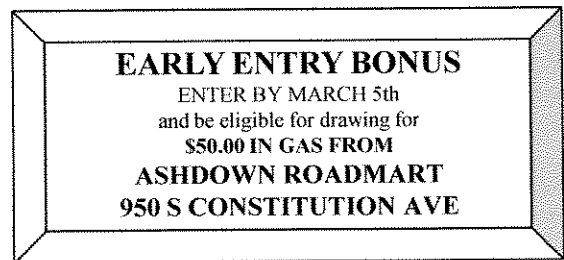 EARLY ENTRY BONUS
ENTER BY MARCH 5th
and be eligible for drawing for
$50.00 IN GAS FROM
ASHDOWN ROADMART
950 S CONSTITUTION AVE